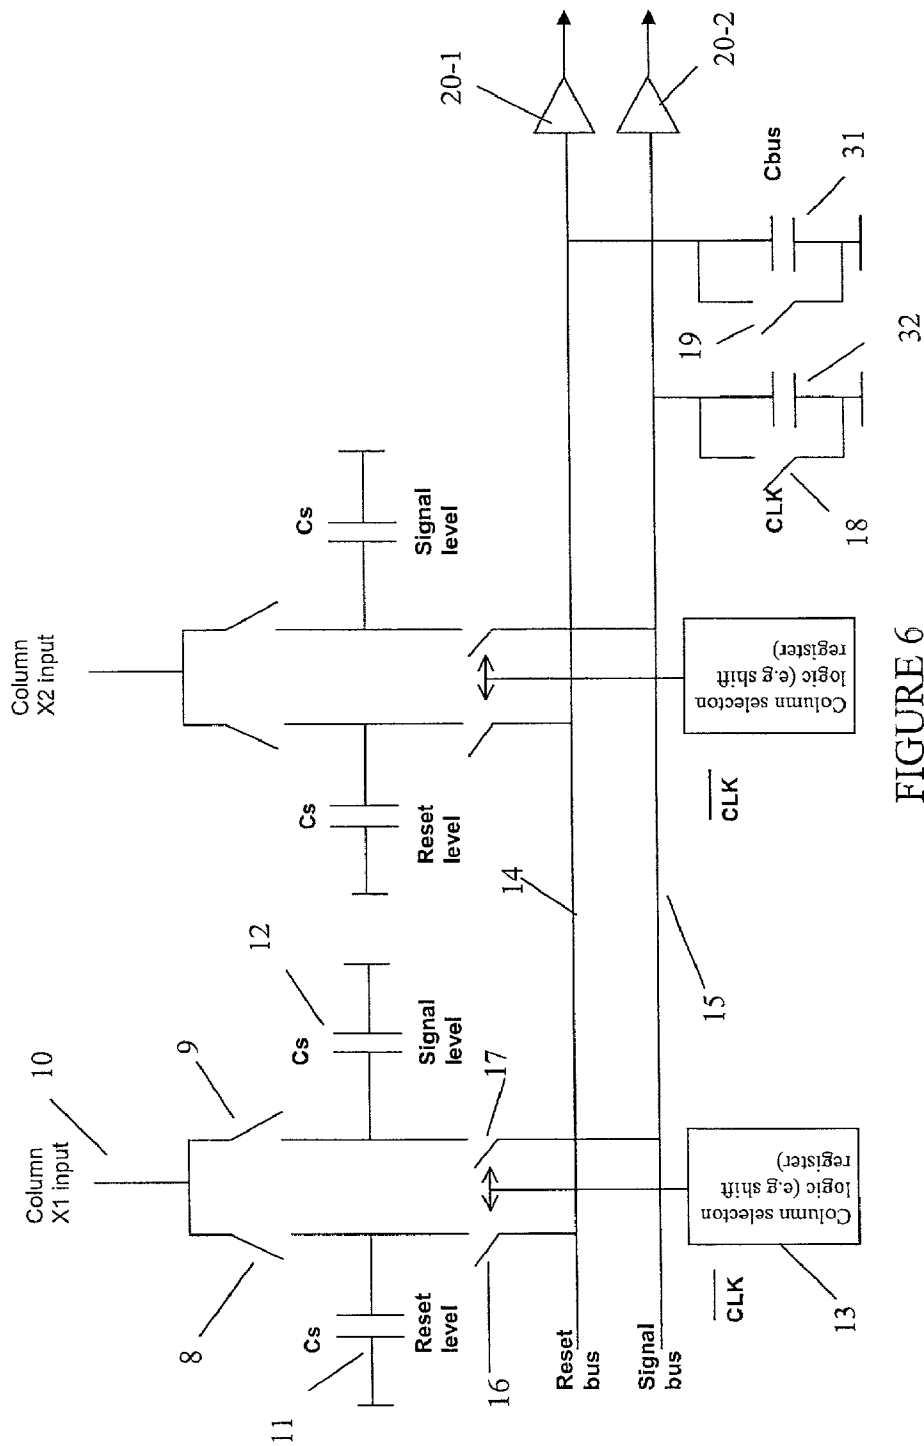 Column
X1 input
10
Column
X2 input
8
9
11
Cs
Reset
level
12
Cs
Signal
level
Cs
Reset
level
Cs
Signal
level
16
17
14
15
Reset
bus
Signal
bus
20-1
20-2
CLK
13
Column selecton
logic (e.g shift
register)
CLK
Column selecton
logic (e.g shift
register)
CLK
18
19
32
Cbus
31
FIGURE 6